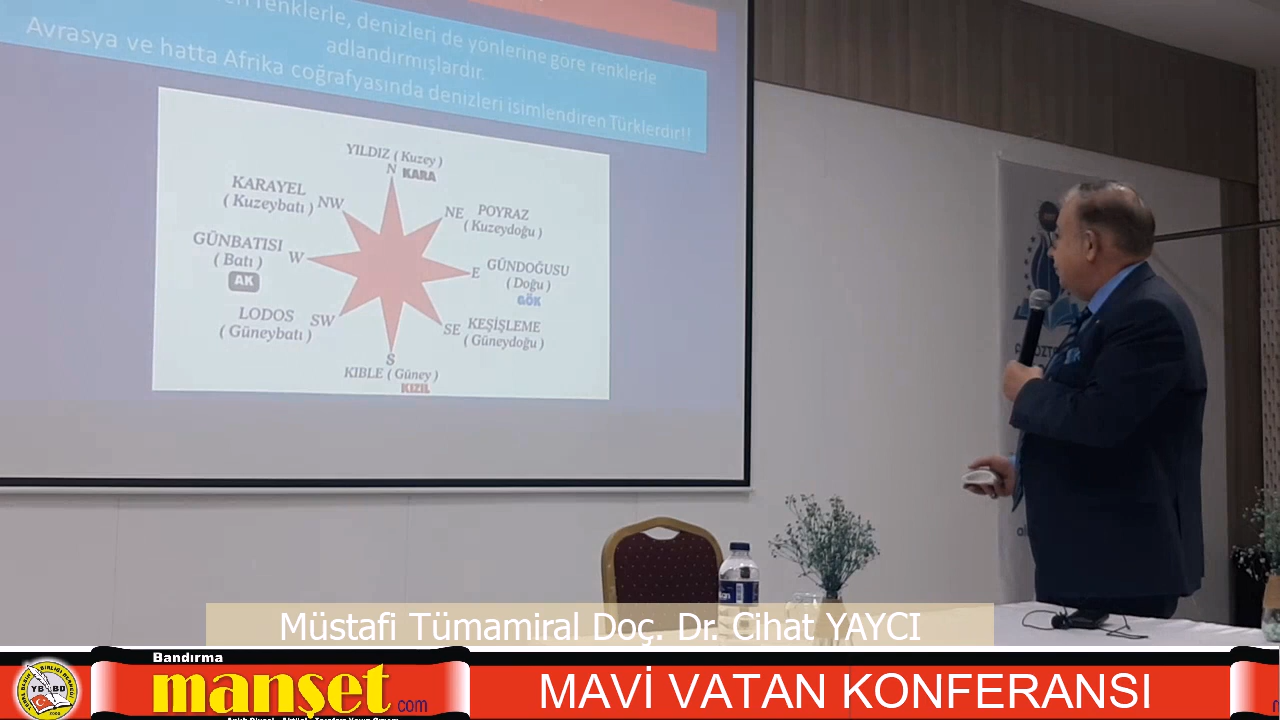 renklerle, denizleri de yönlerine göre renklerle
adlandırmışlardır.
Avrasya ve hatta Afrika coğrafyasında denizleri isimlendiren Türklerdir!!
YILDIZ ( Kuzey )
N KARA
KARAYEL
( Kuzeybatı ) NW
NE POYRAZ
( Kuzeydoğu )
GÜNBATISI
( Batı ) W
AK
E GÜNDOĞUSU
( Doğu )
GÖK
LODOS SW
( Güneybatı )
SE KEŞİŞLEME
( Güneydoğu )
S
KIBLE ( Güney )
KIZIL
Müstafi Tümamiral Doç. Dr. Cihat YAYCI
Bandırma
manşet.com
MAVİ VATAN KONFERANSI
YB BD